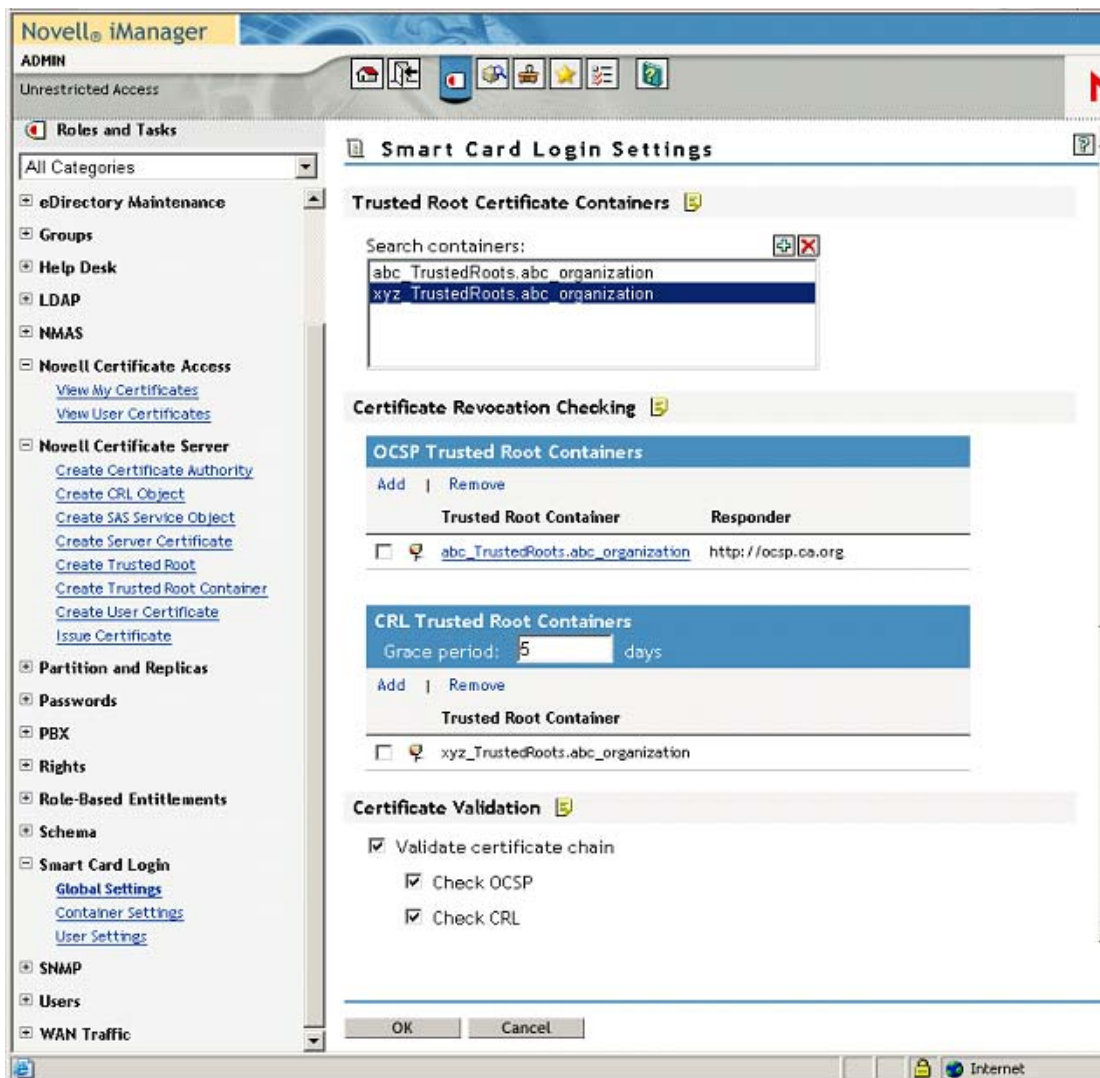 Novell® iManager
ADMIN
Unrestricted Access
Roles and Tasks
All Categories
eDirectory Maintenance
Groups
Help Desk
LDAP
NMAS
Novell Certificate Access
View My Certificates
View User Certificates
Novell Certificate Server
Create Certificate Authority
Create CRL Object
Create SAS Service Object
Create Server Certificate
Create Trusted Root
Create Trusted Root Container
Create User Certificate
Issue Certificate
Partition and Replicas
Passwords
PBX
Rights
Role-Based Entitlements
Schema
Smart Card Login
Global Settings
Container Settings
User Settings
SNMP
Users
WAN Traffic
N
Smart Card Login Settings
?
Trusted Root Certificate Containers
Search containers:
abc_TrustedRoots.abc_organization
xyz_TrustedRoots.abc_organization
Certificate Revocation Checking
OCSP Trusted Root Containers
Add | Remove
Trusted Root Container Responder
abc_TrustedRoots.abc_organization http://ocsp.ca.org
CRL Trusted Root Containers
Grace period: 5 days
Add | Remove
Trusted Root Container
xyz_TrustedRoots.abc_organization
Certificate Validation
Validate certificate chain
Check OCSP
Check CRL
OK Cancel
Internet